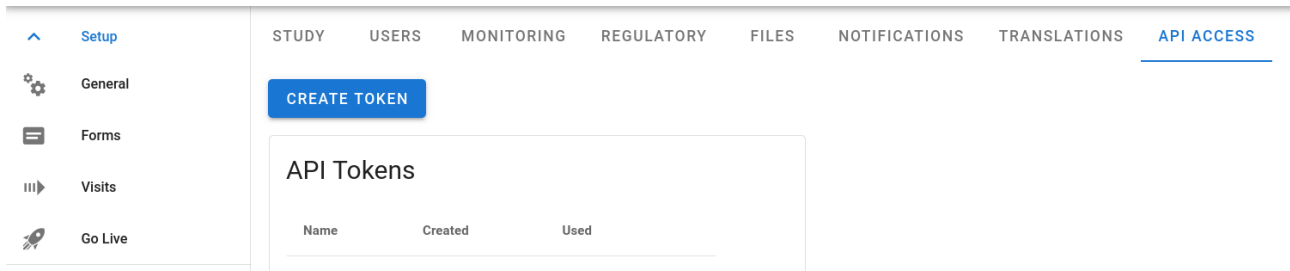 Setup
General
Forms
Visits
Go Live
STUDY USERS MONITORING REGULATORY FILES NOTIFICATIONS TRANSLATIONS API ACCESS
CREATE TOKEN
API Tokens
Name Created Used